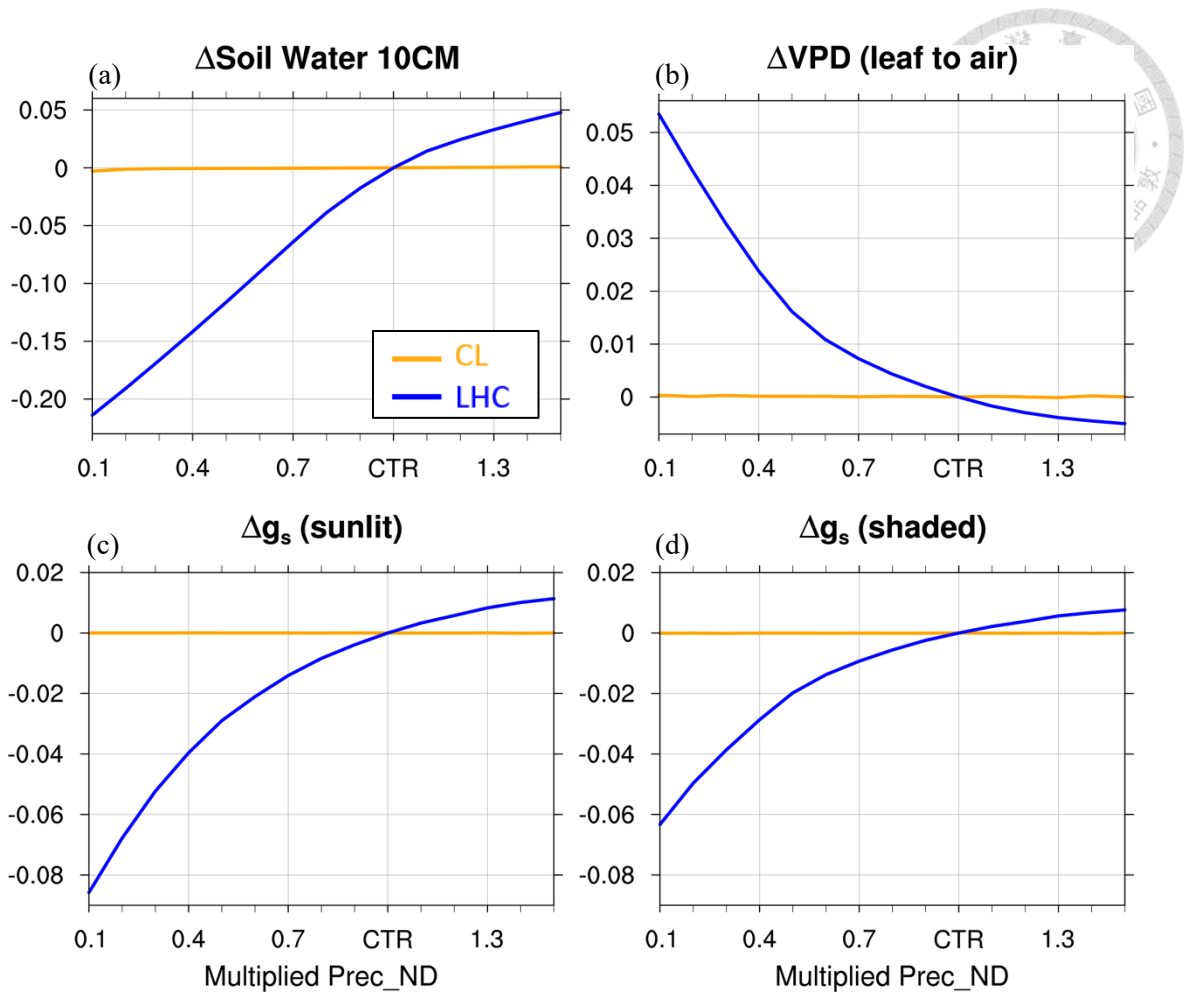 (a) ΔSoil Water 10CM
0.05
0
-0.05
-0.10
-0.15
-0.20
CL
LHC
0.1 0.4 0.7 CTR 1.3
(b) ΔVPD (leaf to air)
0.05
0.04
0.03
0.02
0.01
0
0.1 0.4 0.7 CTR 1.3
(c) Δgs (sunlit)
0.02
0
-0.02
-0.04
-0.06
-0.08
0.1 0.4 0.7 CTR 1.3
Multiplied Prec_ND
(d) Δgs (shaded)
0.02
0
-0.02
-0.04
-0.06
-0.08
0.1 0.4 0.7 CTR 1.3
Multiplied Prec_ND
國
敦
品